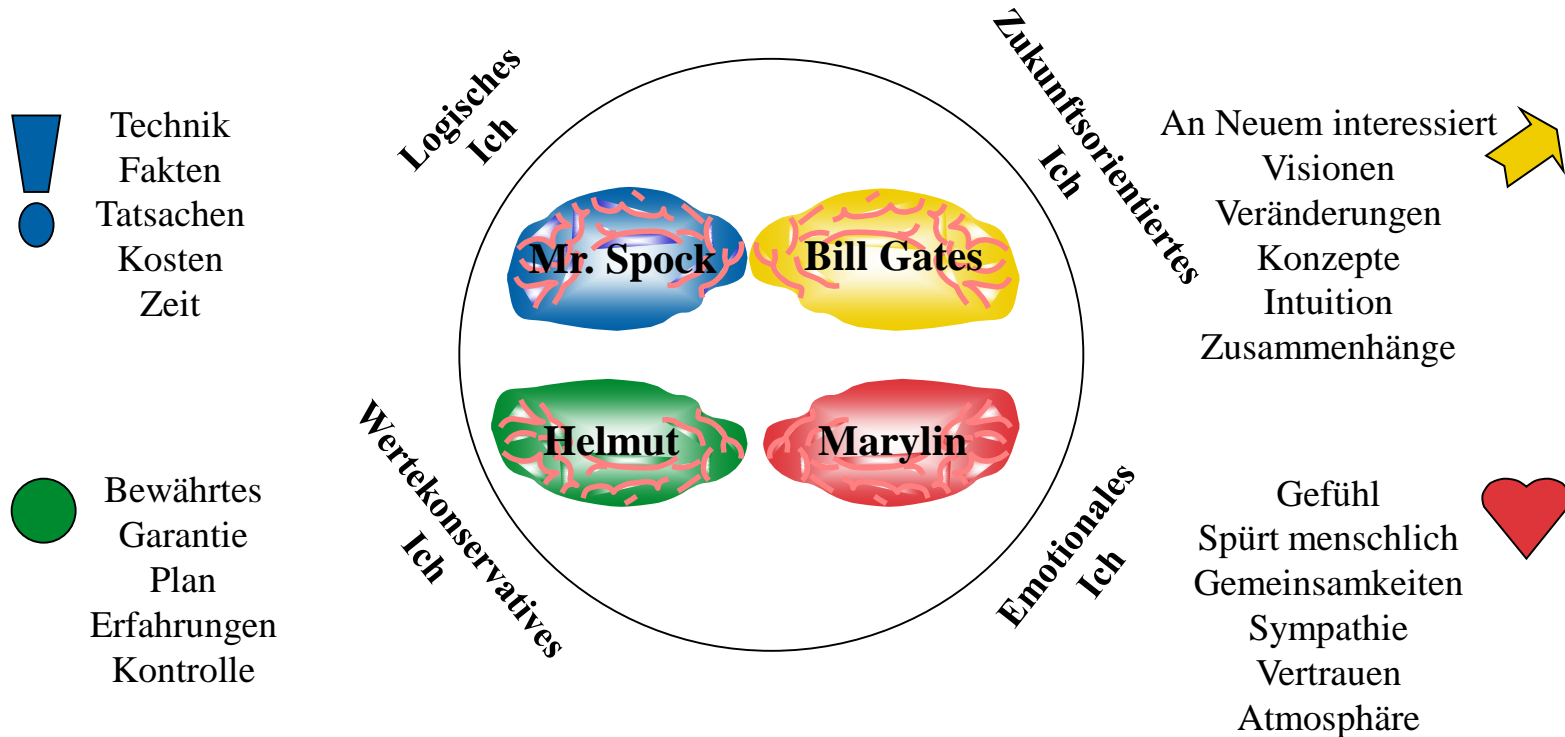 Logisches
Ich
Technik
Fakten
Tatsachen
Kosten
Zeit
Mr. Spock
Zukunftsorientiertes
Ich
An Neuem interessiert
Visionen
Veränderungen
Konzepte
Intuition
Zusammenhänge
Bill Gates
Wertekonservatives
Ich
Bewährtes
Garantie
Plan
Erfahrungen
Kontrolle
Helmut
Emotionales
Ich
Gefühl
Spürt menschlich
Gemeinsamkeiten
Sympathie
Vertrauen
Atmosphäre
Marylin